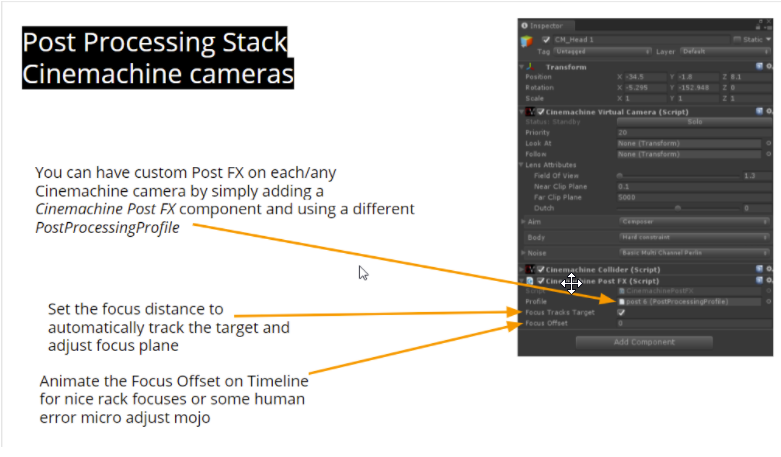 Post Processing Stack
Cinemachine cameras
You can have custom Post FX on each/any
Cinemachine camera by simply adding a
Cinemachine Post FX component and using a different
PostProcessingProfile
Set the focus distance to
automatically track the target and
adjust focus plane
Animate the Focus Offset on Timeline
for nice rack focuses or some human
error micro adjust mojo
Inspector
CM_Head 1 Static
Tag Untagged Layer Default
Transform
Position X -34.5 Y -1.8 Z 8.1
Rotation X -5.295 Y -152.948 Z 0
Scale X 1 Y 1 Z 1
Cinemachine Virtual Camera (Script)
Status: Standby Solo
Priority 20
Look At None (Transform)
Follow None (Transform)
Lens Attributes
Field Of View 1.3
Near Clip Plane 0.1
Far Clip Plane 5000
Dutch 0
Aim Composer
Body Hard constraint
Noise Basic Multi Channel Perlin
Cinemachine Collider (Script)
Cinemachine Post FX (Script)
Script CinemachinePostFX
Profile post 6 (PostProcessingProfile)
Focus Tracks Target
Focus Offset 0
Add Component